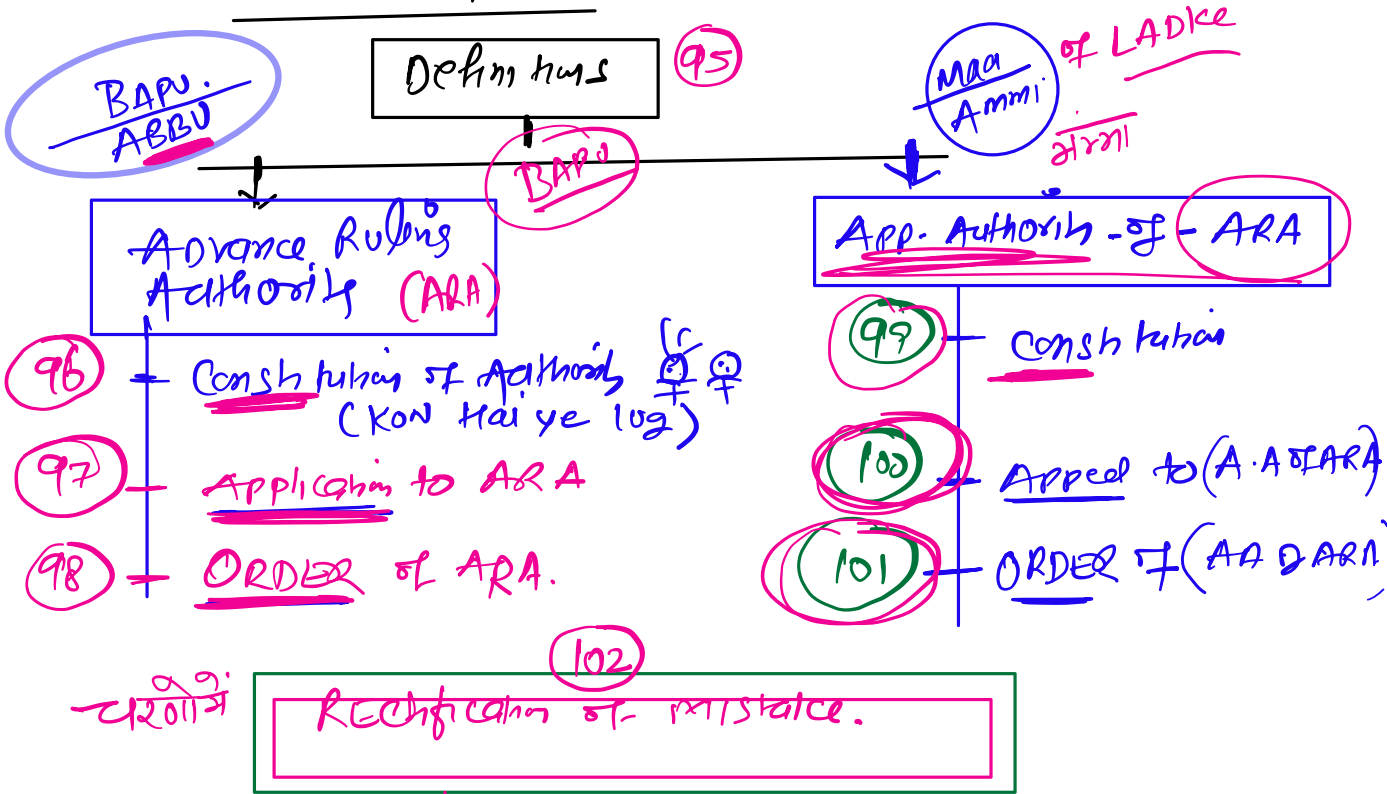 Definitions
95
BAPU.
ABBU
Maa
Ammi
of LADKe
BAPU
Advance Ruling
Authority (ARA)
App. Authority of - ARA
96
Constitution of Authority
(KON Hai ye log)
97
Application to ARA
98
ORDER of ARA.
99
Constitution
100
Appeal to (A.A of ARA)
101
ORDER of (AA of ARA)
102
चरणों में
Rectification of mistake.